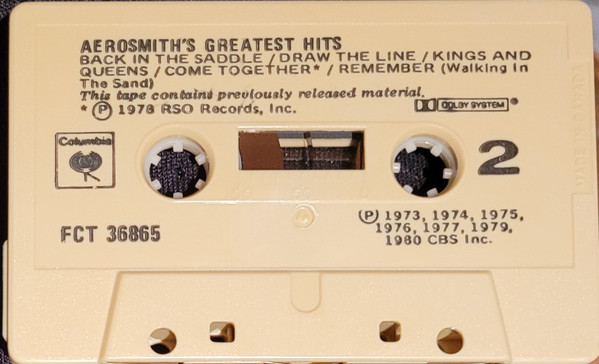 AEROSMITH'S GREATEST HITS
BACK IN THE SADDLE / DRAW THE LINE / KINGS AND
QUEENS / COME TOGETHER* / REMEMBER (Walking In
The Sand)
This tape contains previously released material.
* Ⓟ 1978 RSO Records, Inc.
DOLBY SYSTEM ®
Columbia
2
FCT 36865
Ⓟ 1973, 1974, 1975,
1976, 1977, 1979,
1980 CBS Inc.